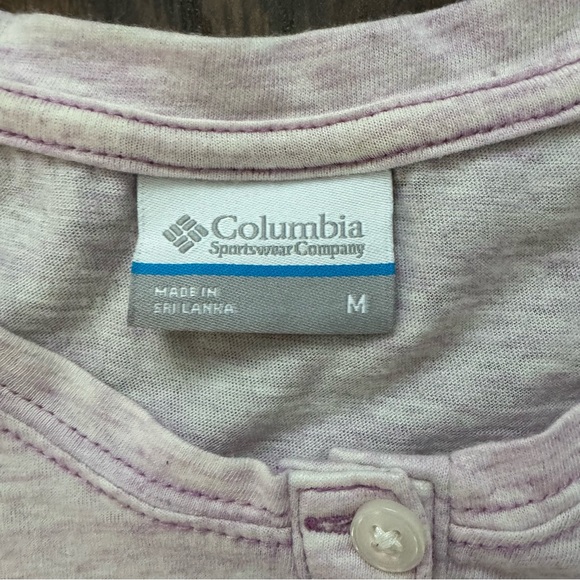 Columbia
Sportswear Company
MADE IN
SRI LANKA
M